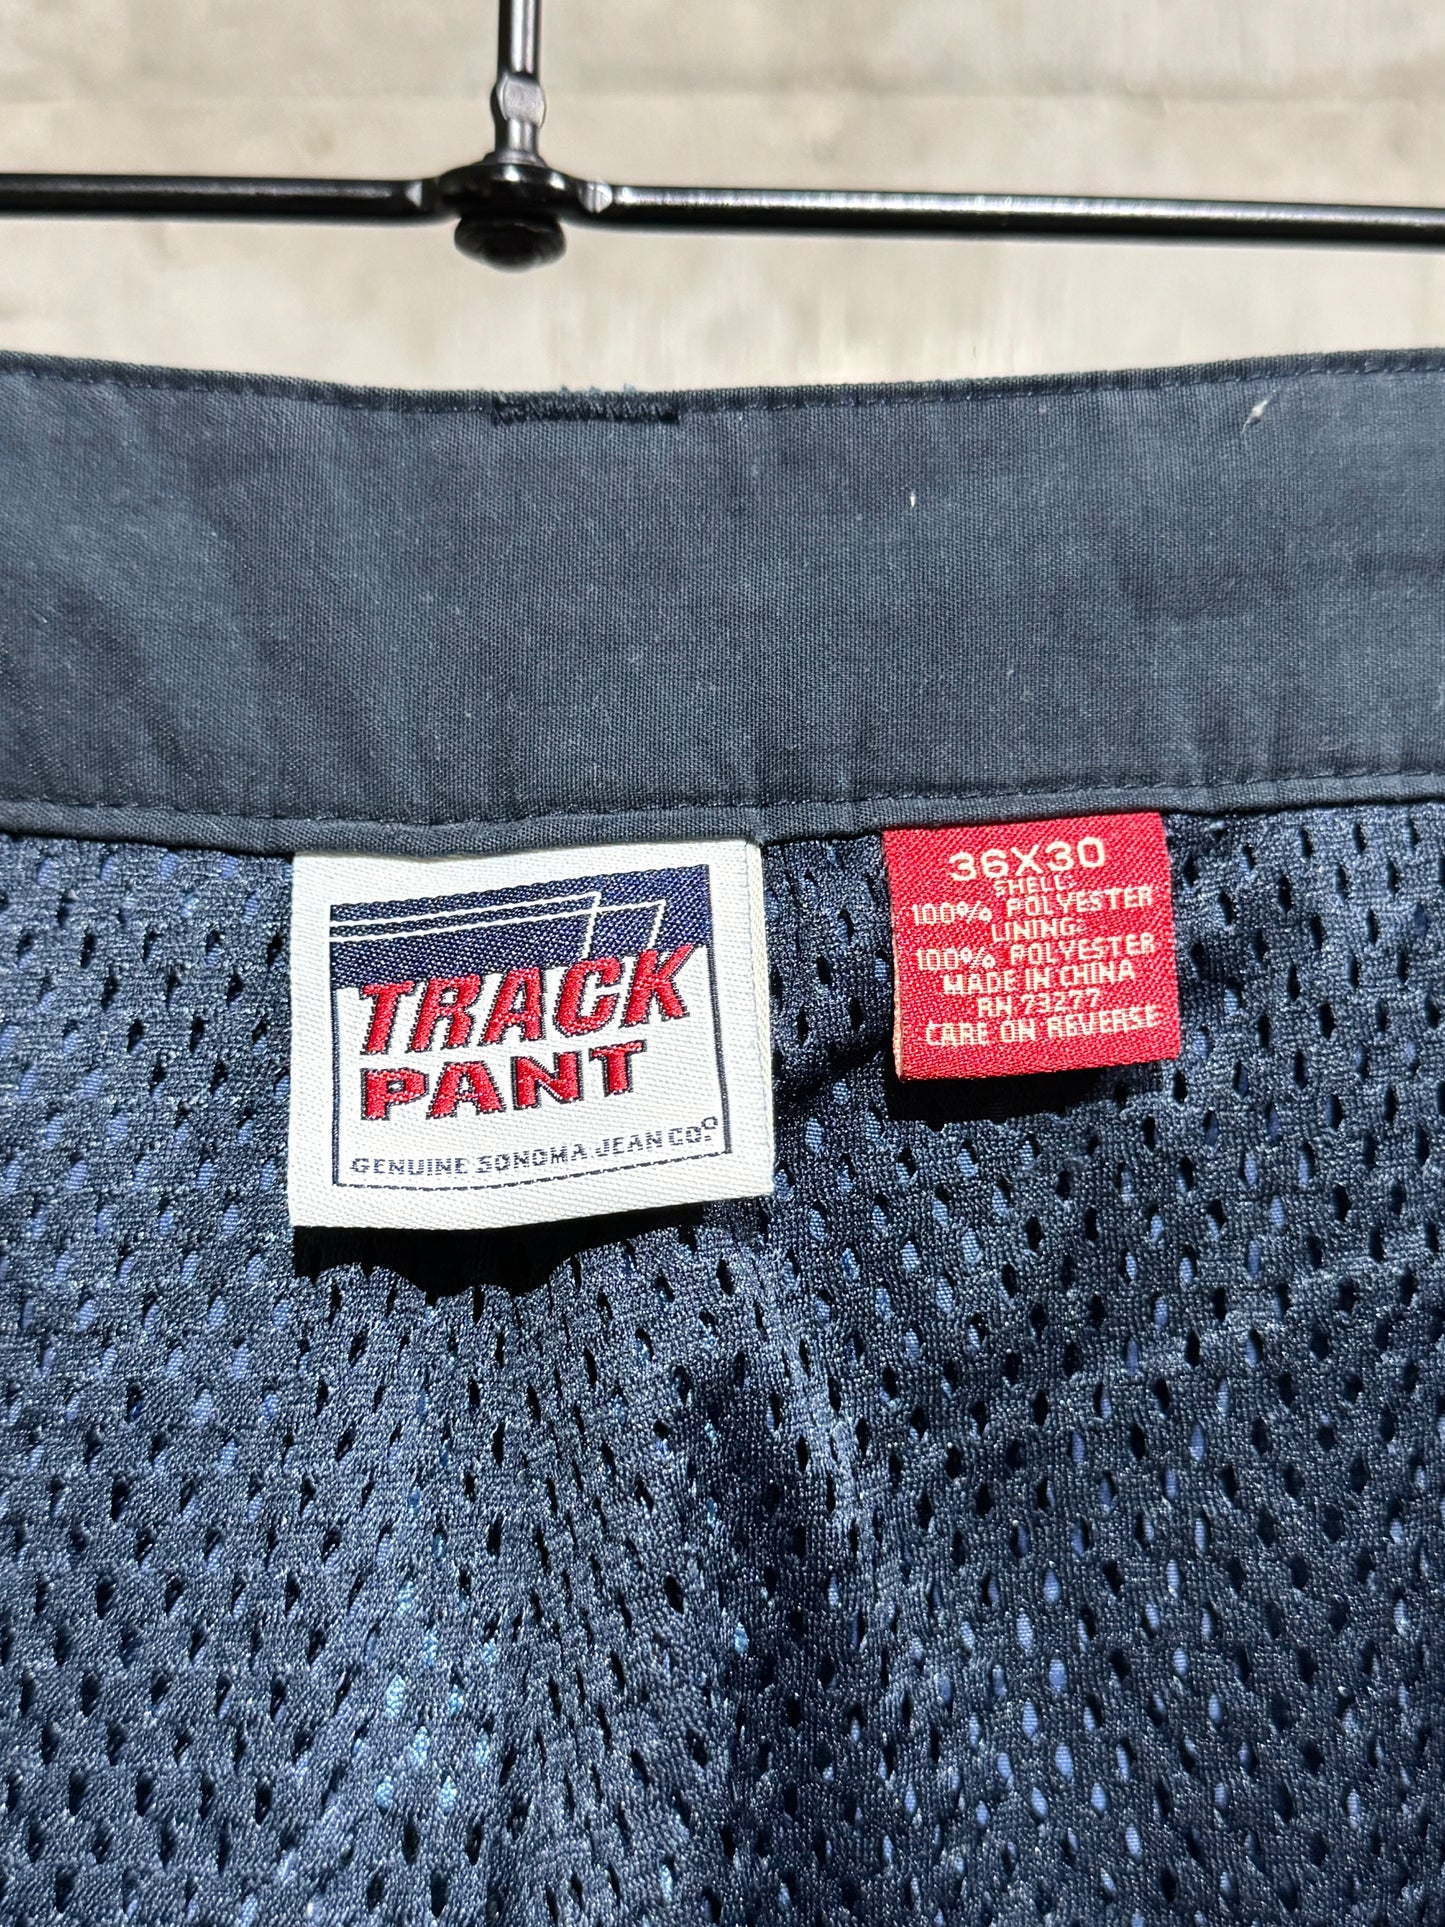 TRACK
PANT
GENUINE SONOMA JEAN CO.
36X30
SHELL:
100% POLYESTER
LINING:
100% POLYESTER
MADE IN CHINA
RN 73277
CARE ON REVERSE